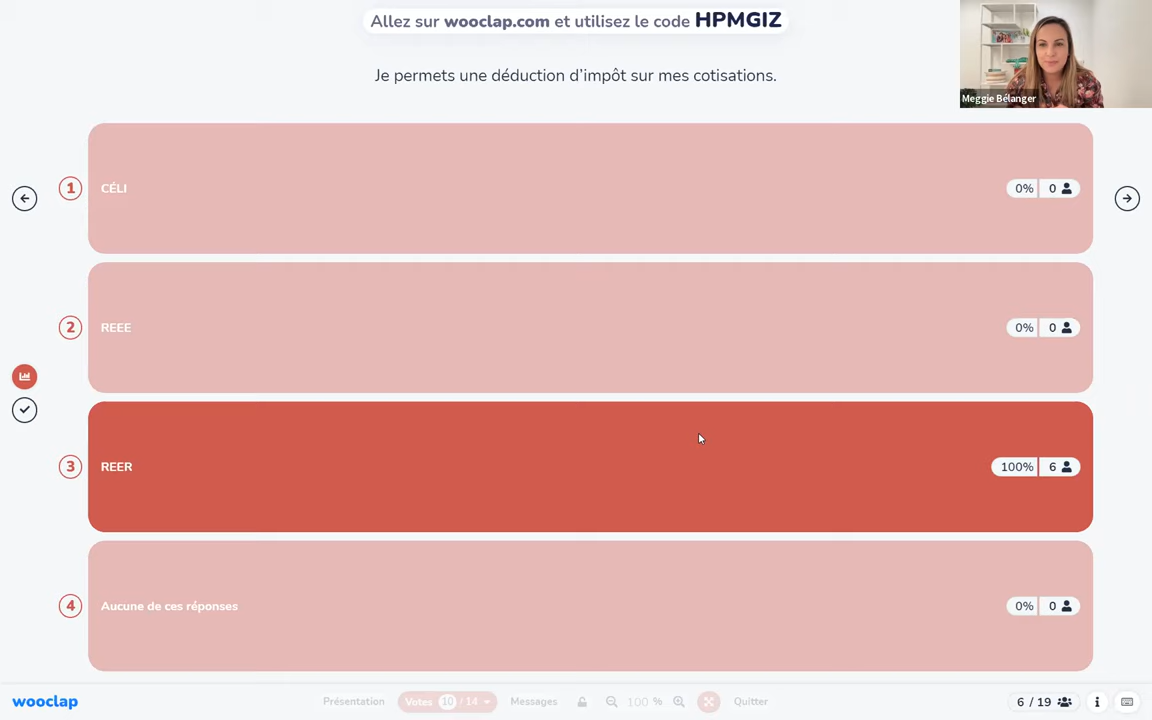 Allez sur wooclap.com et utilisez le code HPMGIZ
Je permets une déduction d'impôt sur mes cotisations.
Meggie Bélanger
1 CÉLI 0% 0
2 REEE 0% 0
3 REER 100% 6
4 Aucune de ces réponses 0% 0
wooclap Présentation Votes 10 / 14 Messages 100 % Quitter 6 / 19